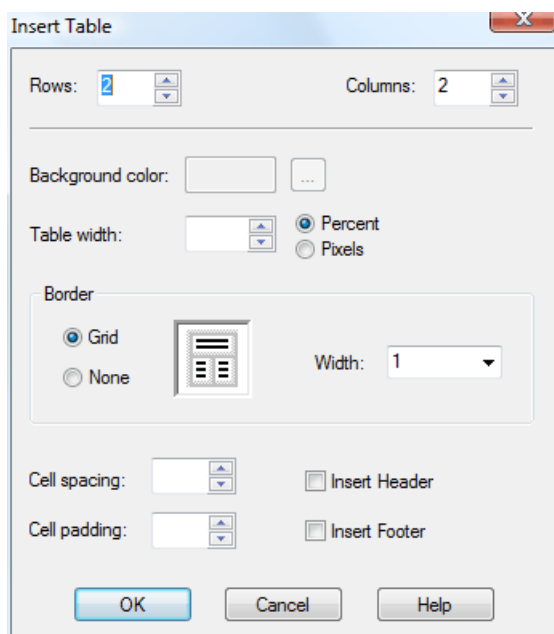 Insert Table
X
Rows: 2 Columns: 2
Background color: ...
Table width: Percent
Pixels
Border
Grid
None
Width: 1
Cell spacing: Insert Header
Cell padding: Insert Footer
OK Cancel Help